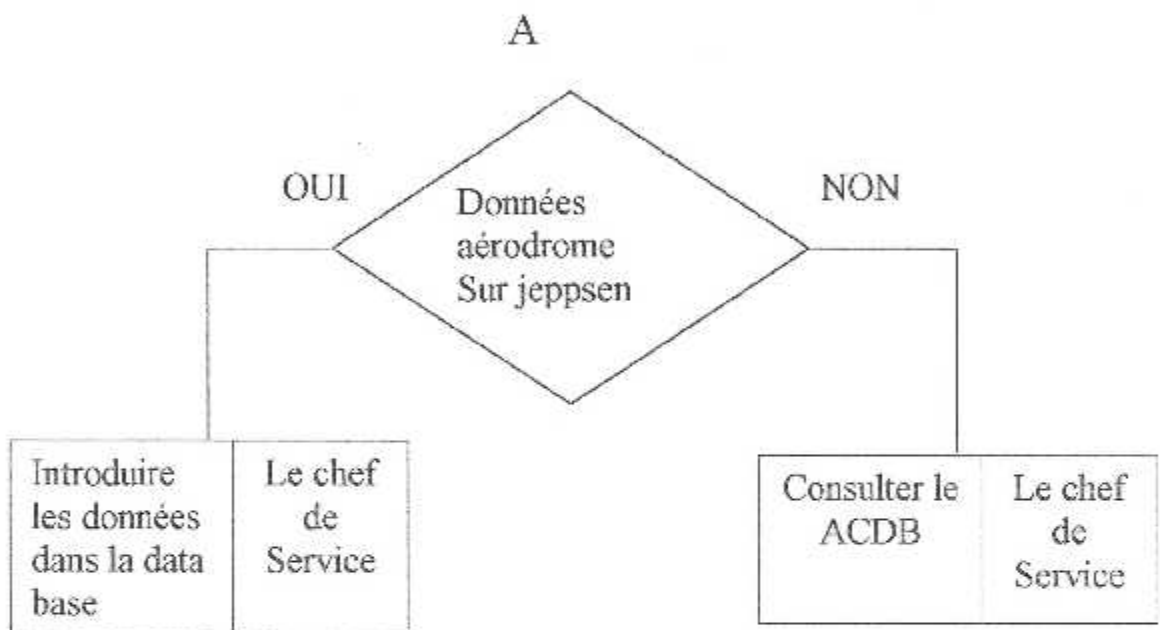 A
OUI
NON
Données
aérodrome
Sur jeppsen
Introduire
les données
dans la data
base
Le chef
de
Service
Consulter le
ACDB
Le chef
de
Service